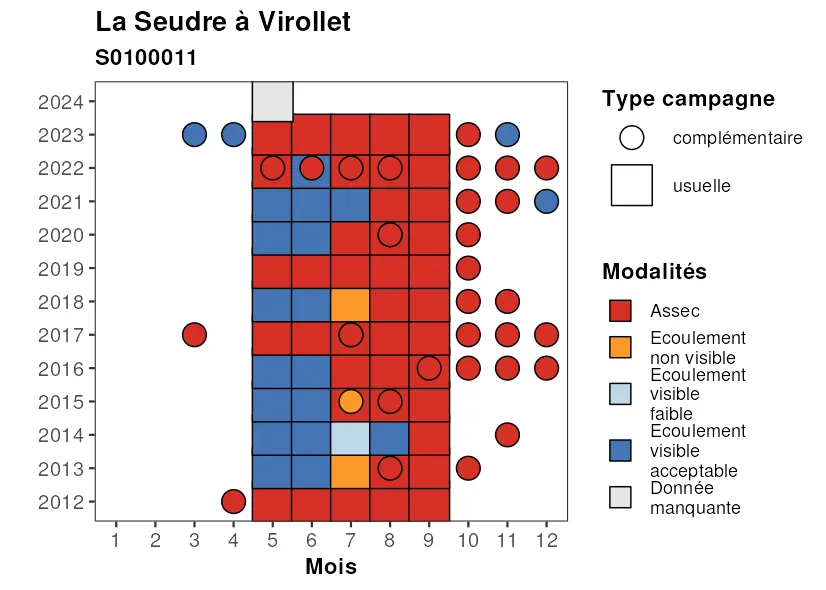 La Seudre à Virollet
S0100011
2024
2023
2022
2021
2020
2019
2018
2017
2016
2015
2014
2013
2012
1 2 3 4 5 6 7 8 9 10 11 12
Mois
Type campagne
complémentaire
usuelle
Modalités
Assec
Ecoulement
non visible
Ecoulement
visible
faible
Ecoulement
visible
acceptable
Donnée
manquante